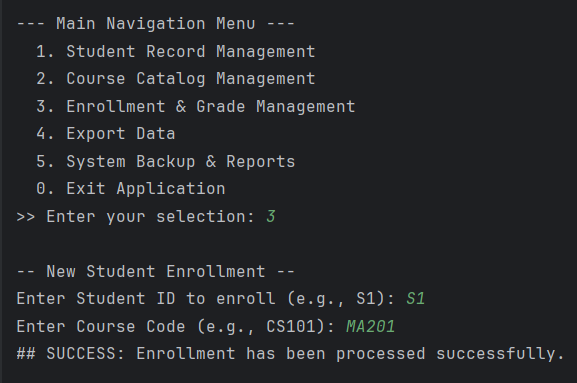 --- Main Navigation Menu ---
1. Student Record Management
2. Course Catalog Management
3. Enrollment & Grade Management
4. Export Data
5. System Backup & Reports
0. Exit Application
>> Enter your selection: 3
-- New Student Enrollment --
Enter Student ID to enroll (e.g., S1): S1
Enter Course Code (e.g., CS101): MA201
## SUCCESS: Enrollment has been processed successfully.